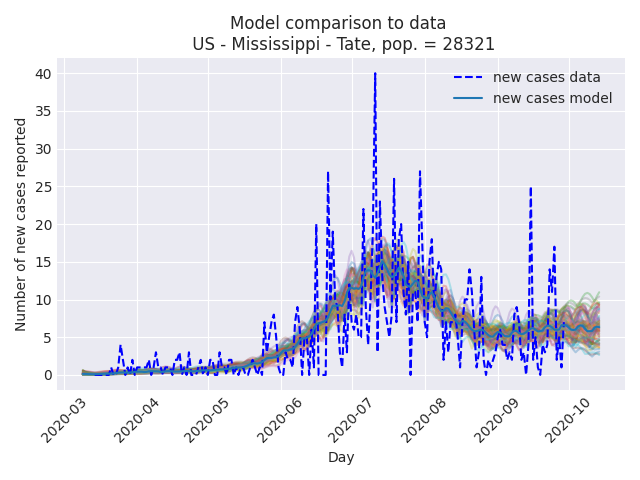 Model comparison to data
US - Mississippi - Tate, pop. = 28321
new cases data
new cases model
Number of new cases reported
40
35
30
25
20
15
10
5
0
2020-03
2020-04
2020-05
2020-06
2020-07
2020-08
2020-09
2020-10
Day